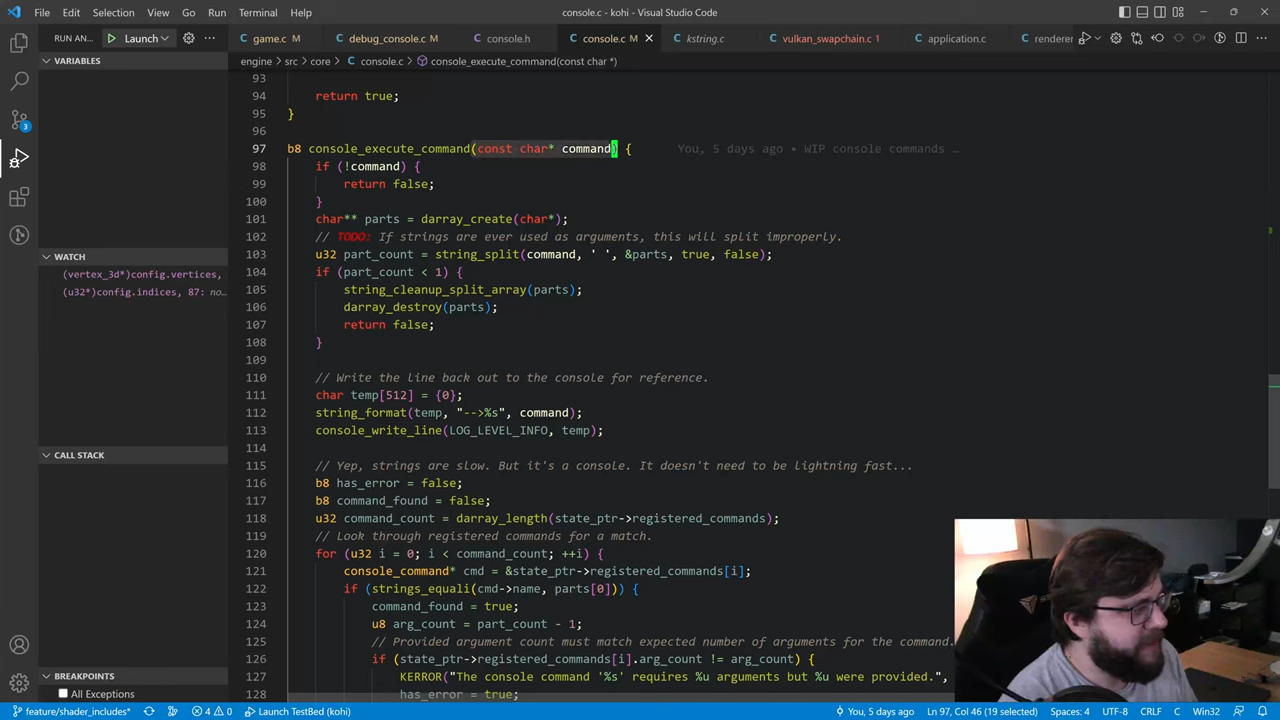 File Edit Selection View Go Run Terminal Help console.c - kohi - Visual Studio Code
RUN AN... Launch game.c M debug_console.c M console.h console.c M kstring.c vulkan_swapchain.c 1 application.c renderer
VARIABLES
engine > src > core > console.c > console_execute_command(const char *)
93
94 return true;
95 }
96
97 b8 console_execute_command(const char* command) { You, 5 days ago • WIP console commands …
98 if (!command) {
99 return false;
100 }
101 char** parts = darray_create(char*);
102 // TODO: If strings are ever used as arguments, this will split improperly.
103 u32 part_count = string_split(command, ' ', &parts, true, false);
104 if (part_count < 1) {
105 string_cleanup_split_array(parts);
106 darray_destroy(parts);
107 return false;
108 }
109
110 // Write the line back out to the console for reference.
111 char temp[512] = {0};
112 string_format(temp, "-->%s", command);
113 console_write_line(LOG_LEVEL_INFO, temp);
114
115 // Yep, strings are slow. But it's a console. It doesn't need to be lightning fast...
116 b8 has_error = false;
117 b8 command_found = false;
118 u32 command_count = darray_length(state_ptr->registered_commands);
119 // Look through registered commands for a match.
120 for (u32 i = 0; i < command_count; ++i) {
121 console_command* cmd = &state_ptr->registered_commands[i];
122 if (strings_equali(cmd->name, parts[0])) {
123 command_found = true;
124 u8 arg_count = part_count - 1;
125 // Provided argument count must match expected number of arguments for the command.
126 if (state_ptr->registered_commands[i].arg_count != arg_count) {
127 KERROR("The console command '%s' requires %u arguments but %u were provided.",
128 has_error = true;
WATCH
(vertex_3d*)config.vertices,
(u32*)config.indices, 87: no...
CALL STACK
BREAKPOINTS
All Exceptions
3
feature/shader_includes* 4 0 Launch TestBed (kohi) You, 5 days ago Ln 97, Col 46 (19 selected) Spaces: 4 UTF-8 CRLF C Win32